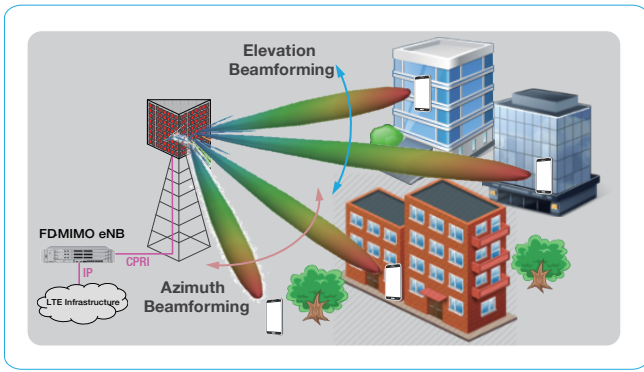 Elevation
Beamforming
FDMIMO eNB
CPRI
IP
LTE Infrastructure
Azimuth
Beamforming